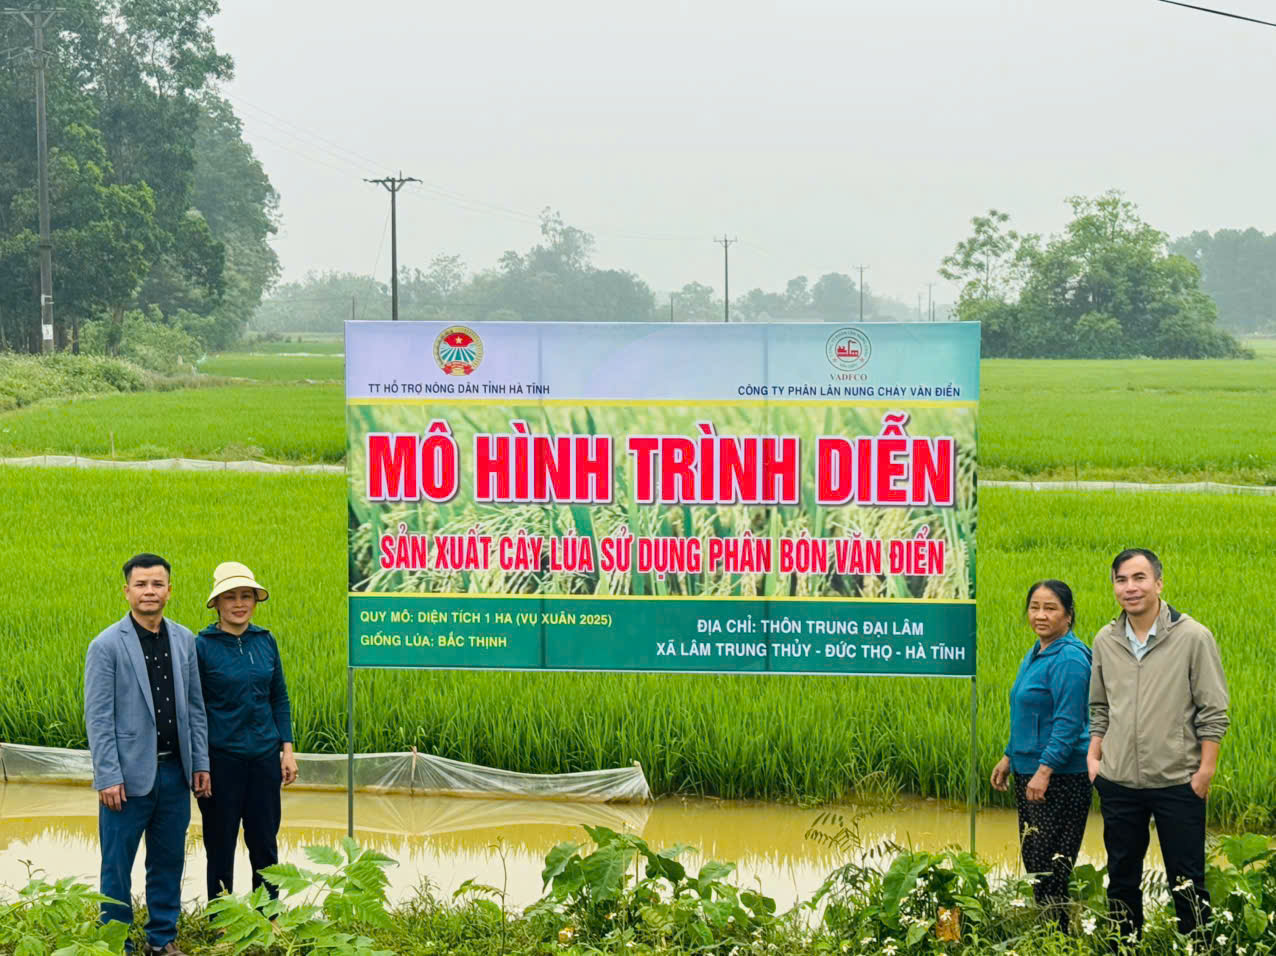 VADFCO
TT HỖ TRỢ NÔNG DÂN TỈNH HÀ TĨNH
CÔNG TY PHÂN LÂN NUNG CHẢY VĂN ĐIỂN
MÔ HÌNH TRÌNH DIỄN
SẢN XUẤT CÂY LÚA SỬ DỤNG PHÂN BÓN VĂN ĐIỂN
QUY MÔ: DIỆN TÍCH 1 HA (VỤ XUÂN 2025)
GIỐNG LÚA: BẮC THỊNH
ĐỊA CHỈ: THÔN TRUNG ĐẠI LÂM
XÃ LÂM TRUNG THỦY - ĐỨC THỌ - HÀ TĨNH